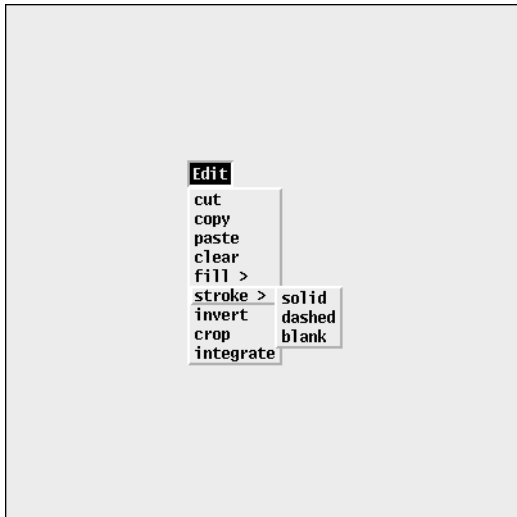 Edit
cut
copy
paste
clear
fill >
stroke >
invert
crop
integrate
solid
dashed
blank